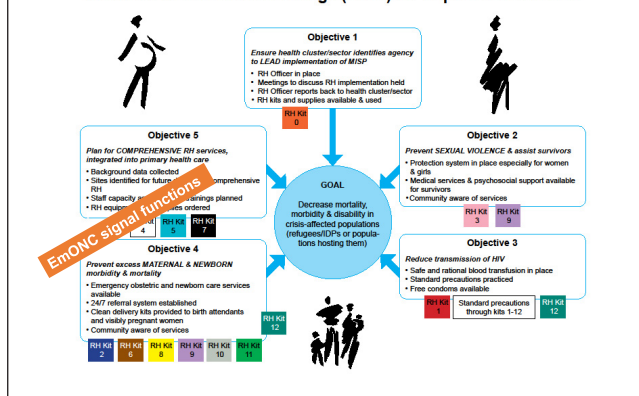 Objective 1
Ensure health cluster/sector identifies agency
to LEAD implementation of MISP
• RH Officer in place
• Meetings to discuss RH implementation held
• RH Officer reports back to health cluster/sector
• RH kits and supplies available & used
RH Kit
0
Objective 5
Plan for COMPREHENSIVE RH services,
integrated into primary health care
• Background data collected
• Sites identified for future
RH
• Staff capacity
• RH
ordered
4
RH Kit
5
RH Kit
7
EmONC signal functions
Objective 2
Prevent SEXUAL VIOLENCE & assist survivors
• Protection system in place especially for women
& girls
• Medical services & psychosocial support available
for survivors
• Community aware of services
RH Kit
3
RH Kit
9
GOAL
Decrease mortality,
morbidity & disability in
crisis-affected populations
(refugees/IDPs or popula-
tions hosting them)
Objective 4
Prevent excess MATERNAL & NEWBORN
morbidity & mortality
• Emergency obstetric and newborn care services
available
• 24/7 referral system established
• Clean delivery kits provided to birth attendants
and visibly pregnant women
• Community aware of services
RH Kit
12
RH Kit
2
RH Kit
6
RH Kit
8
RH Kit
9
RH Kit
10
RH Kit
11
Objective 3
Reduce transmission of HIV
• Safe and rational blood transfusion in place
• Standard precautions practiced
• Free condoms available
RH Kit
1
Standard precautions
through kits 1-12
RH Kit
12